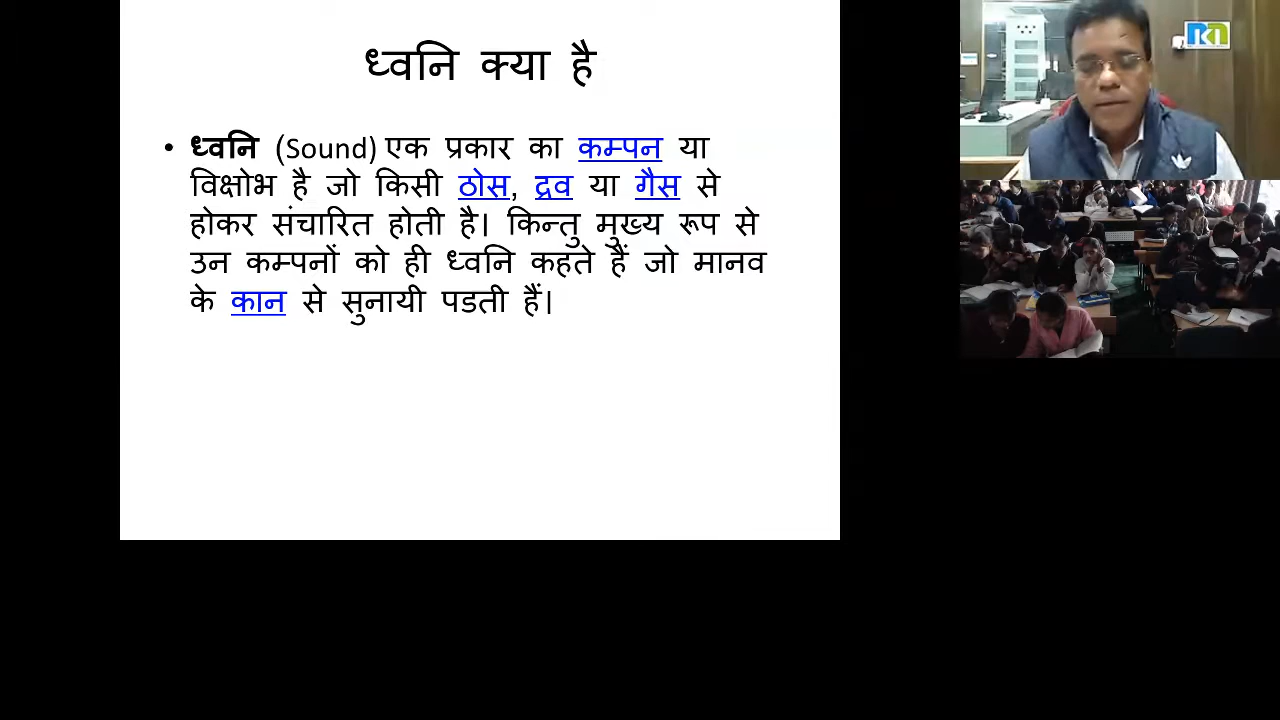 ध्वनि क्या है
• ध्वनि (Sound) एक प्रकार का कम्पन या
विक्षोभ है जो किसी ठोस, द्रव या गैस से
होकर संचारित होती है। किन्तु मुख्य रूप से
उन कम्पनों को ही ध्वनि कहते हैं जो मानव
के कान से सुनायी पडती हैं।